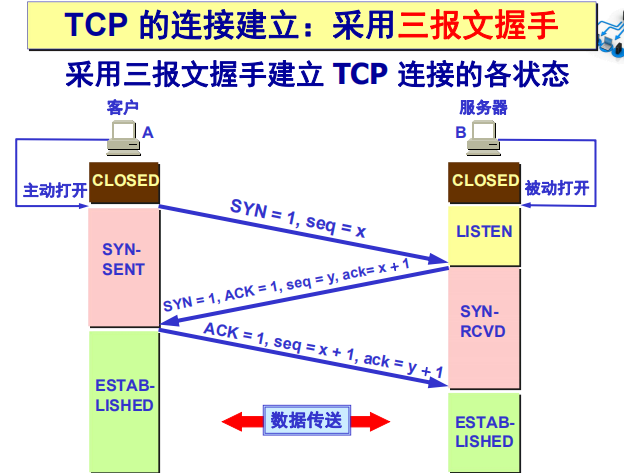 TCP 的连接建立：采用三报文握手
采用三报文握手建立 TCP 连接的各状态
客户
服务器
A
B
CLOSED
CLOSED
主动打开
被动打开
SYN = 1, seq = x
LISTEN
SYN-
SENT
SYN = 1, ACK = 1, seq = y, ack= x + 1
SYN-
RCVD
ACK = 1, seq = x + 1, ack = y + 1
ESTAB-
LISHED
数据传送
ESTAB-
LISHED